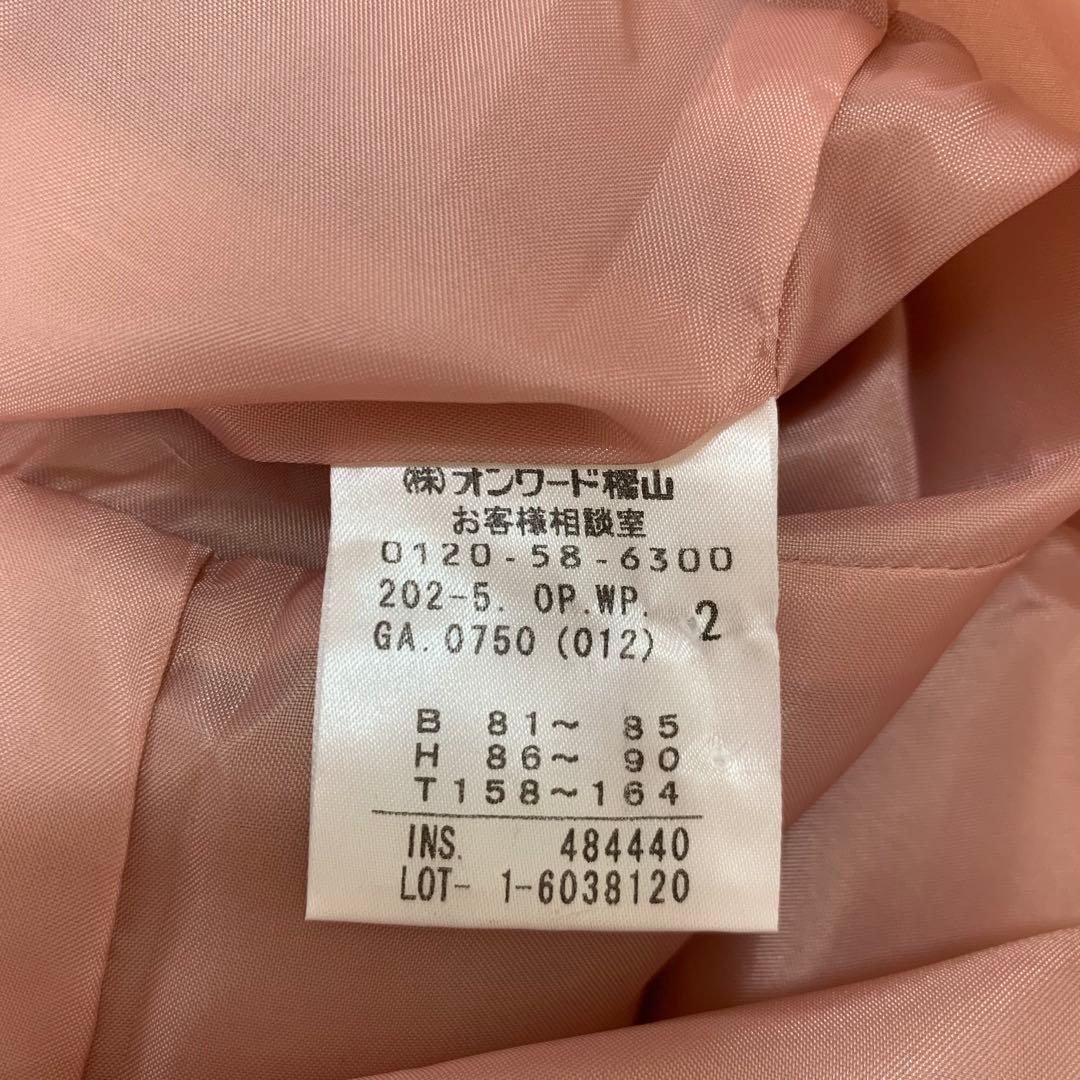 (株)オンワード樫山
お客様相談室
0120-58-6300
202-5. OP.WP. 2
GA.0750 (012)
B 81～ 85
H 86～ 90
T158～164
INS. 484440
LOT- 1-6038120